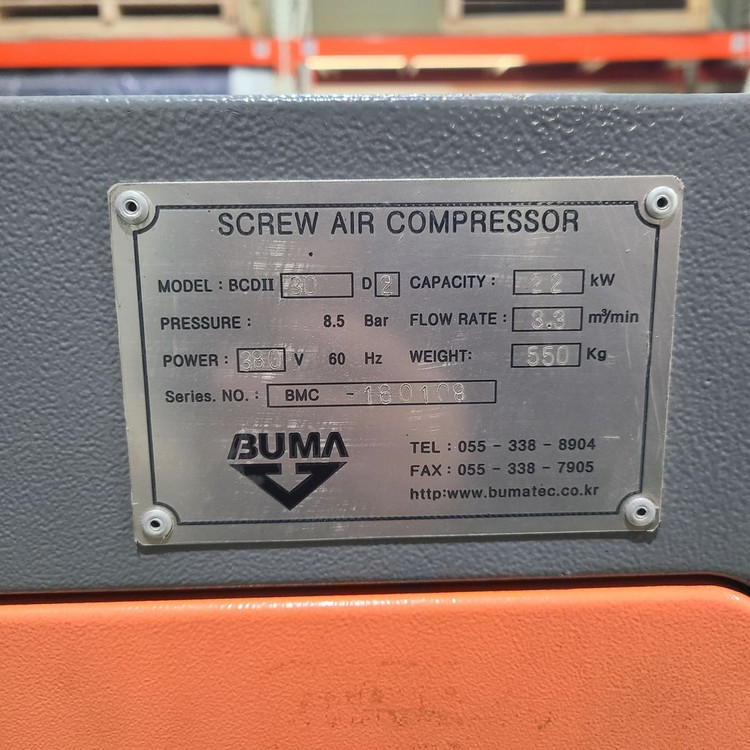 SCREW AIR COMPRESSOR
MODEL : BCDII 30 D 2 CAPACITY : 22 kW
PRESSURE : 8.5 Bar FLOW RATE : 3.3 m³/min
POWER : 380 V 60 Hz WEIGHT: 550 Kg
Series. NO. : BMC - 180108
BUMA
TEL : 055 - 338 - 8904
FAX : 055 - 338 - 7905
http:www.bumatec.co.kr